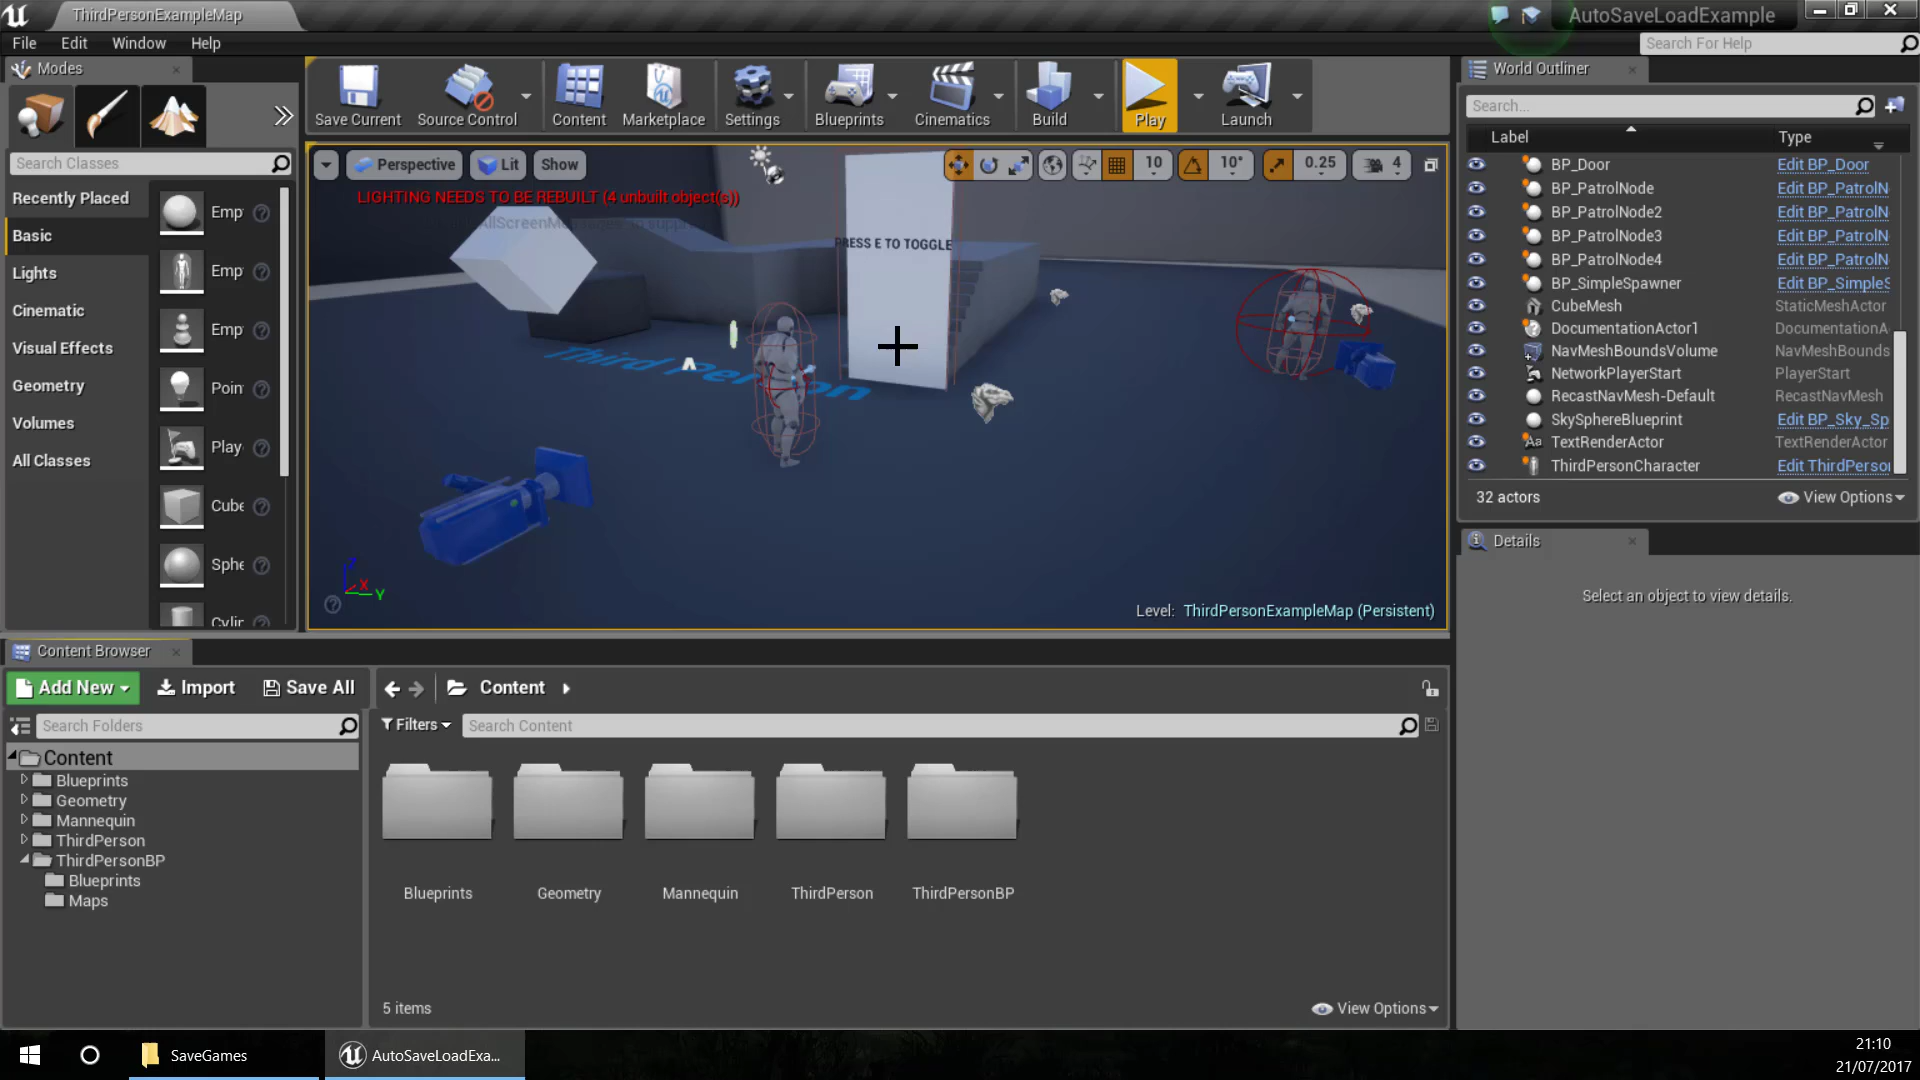 ThirdPersonExampleMap
AutoSaveLoadExample
File Edit Window Help
Search For Help
Modes
Search Classes
Recently Placed
Basic
Lights
Cinematic
Visual Effects
Geometry
Volumes
All Classes
Emp
Emp
Emp
Poin
Play
Cube
Sphe
Cylin
Save Current
Source Control
Content
Marketplace
Settings
Blueprints
Cinematics
Build
Play
Launch
Perspective
Lit
Show
10
10°
0.25
4
LIGHTING NEEDS TO BE REBUILT (4 unbuilt object(s))
PRESS E TO TOGGLE
Third Person
X
Y
Level: ThirdPersonExampleMap (Persistent)
World Outliner
Search...
Label Type
BP_Door Edit BP_Door
BP_PatrolNode Edit BP_PatrolN
BP_PatrolNode2 Edit BP_PatrolN
BP_PatrolNode3 Edit BP_PatrolN
BP_PatrolNode4 Edit BP_PatrolN
BP_SimpleSpawner Edit BP_SimpleS
CubeMesh StaticMeshActor
DocumentationActor1 DocumentationA
NavMeshBoundsVolume NavMeshBounds
NetworkPlayerStart PlayerStart
RecastNavMesh-Default RecastNavMesh
SkySphereBlueprint Edit BP_Sky_Sp
TextRenderActor TextRenderActor
ThirdPersonCharacter Edit ThirdPerson
32 actors
View Options
Details
Select an object to view details.
Content Browser
Add New
Import
Save All
Content
Search Folders
Filters
Search Content
Content
Blueprints
Geometry
Mannequin
ThirdPerson
ThirdPersonBP
Blueprints
Maps
Blueprints
Geometry
Mannequin
ThirdPerson
ThirdPersonBP
5 items
View Options
SaveGames
AutoSaveLoadExa...
21:10
21/07/2017